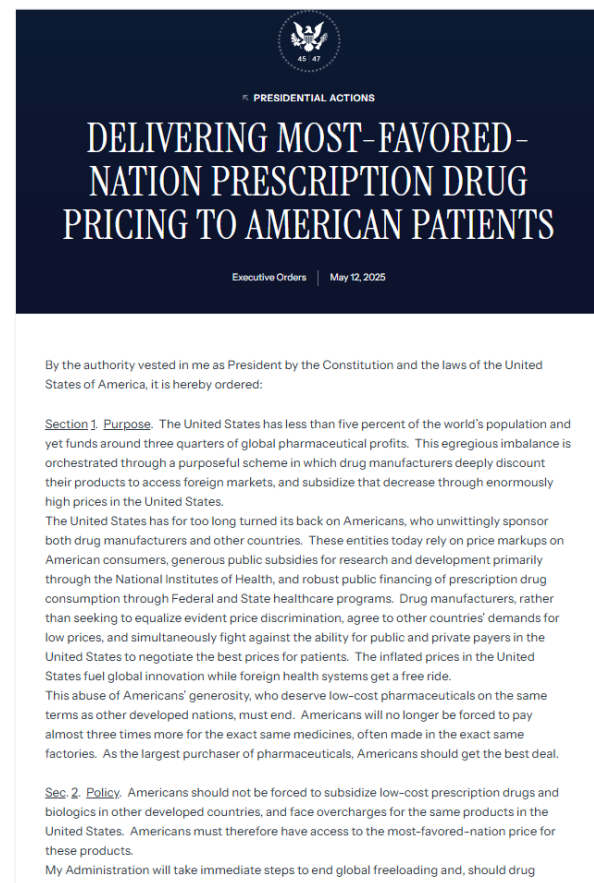 45 47
PRESIDENTIAL ACTIONS
DELIVERING MOST-FAVORED-
NATION PRESCRIPTION DRUG
PRICING TO AMERICAN PATIENTS
Executive Orders | May 12, 2025
By the authority vested in me as President by the Constitution and the laws of the United
States of America, it is hereby ordered:
Section 1. Purpose. The United States has less than five percent of the world's population and
yet funds around three quarters of global pharmaceutical profits. This egregious imbalance is
orchestrated through a purposeful scheme in which drug manufacturers deeply discount
their products to access foreign markets, and subsidize that decrease through enormously
high prices in the United States.
The United States has for too long turned its back on Americans, who unwittingly sponsor
both drug manufacturers and other countries. These entities today rely on price markups on
American consumers, generous public subsidies for research and development primarily
through the National Institutes of Health, and robust public financing of prescription drug
consumption through Federal and State healthcare programs. Drug manufacturers, rather
than seeking to equalize evident price discrimination, agree to other countries' demands for
low prices, and simultaneously fight against the ability for public and private payers in the
United States to negotiate the best prices for patients. The inflated prices in the United
States fuel global innovation while foreign health systems get a free ride.
This abuse of Americans' generosity, who deserve low-cost pharmaceuticals on the same
terms as other developed nations, must end. Americans will no longer be forced to pay
almost three times more for the exact same medicines, often made in the exact same
factories. As the largest purchaser of pharmaceuticals, Americans should get the best deal.
Sec. 2. Policy. Americans should not be forced to subsidize low-cost prescription drugs and
biologics in other developed countries, and face overcharges for the same products in the
United States. Americans must therefore have access to the most-favored-nation price for
these products.
My Administration will take immediate steps to end global freeloading and, should drug